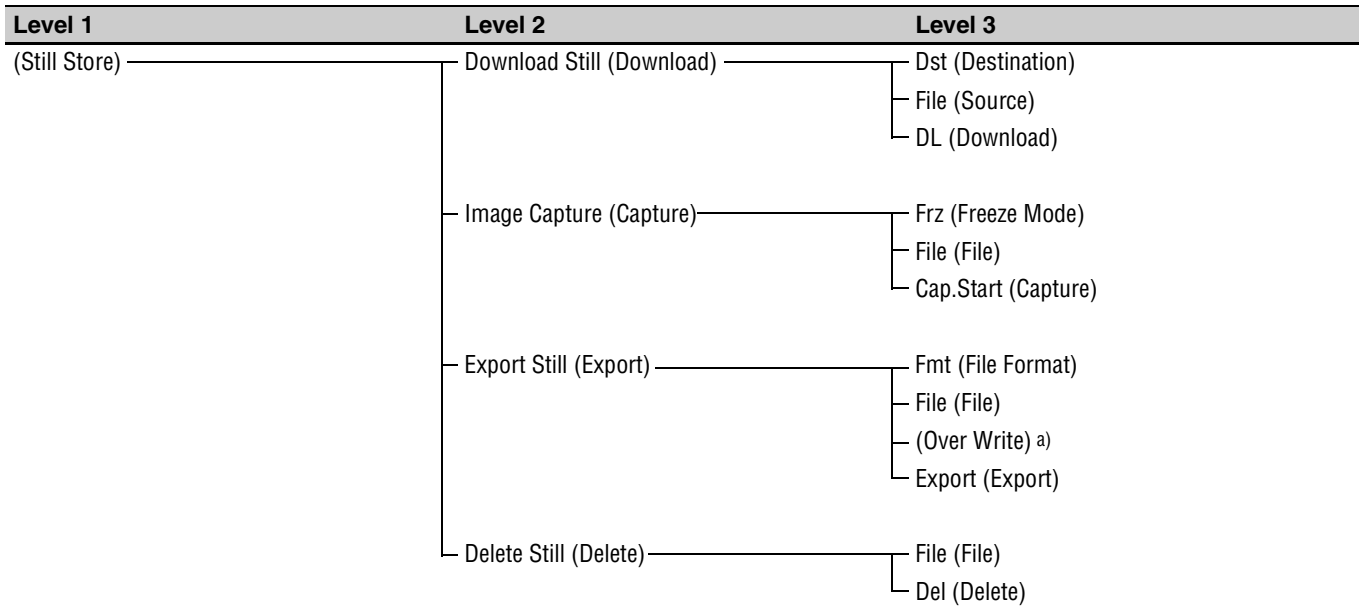 Level 1 Level 2 Level 3
(Still Store) Download Still (Download) Dst (Destination)
File (Source)
DL (Download)
Image Capture (Capture) Frz (Freeze Mode)
File (File)
Cap.Start (Capture)
Export Still (Export) Fmt (File Format)
File (File)
(Over Write) a)
Export (Export)
Delete Still (Delete) File (File)
Del (Delete)